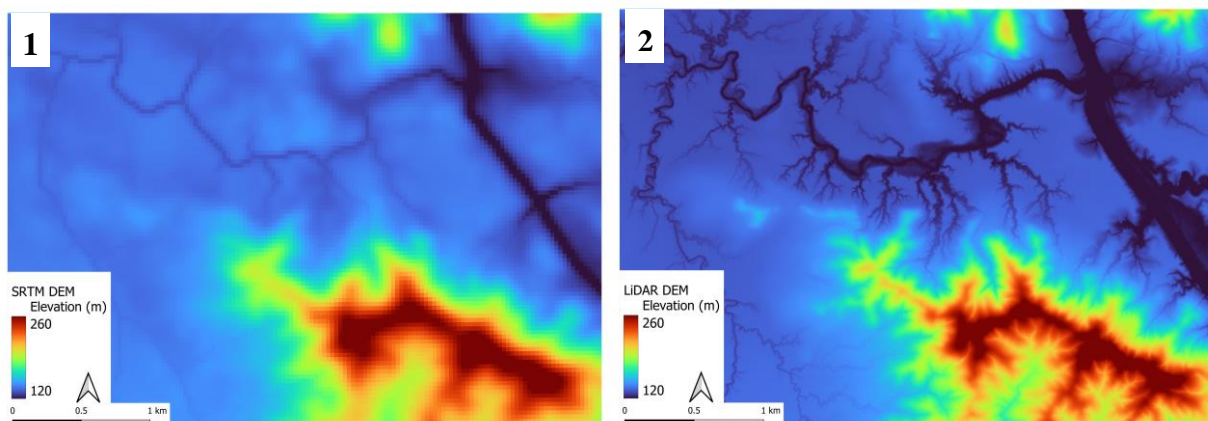 1
SRTM DEM
Elevation (m)
260
120
0 0.5 1 km
2
LiDAR DEM
Elevation (m)
260
120
0 0.5 1 km